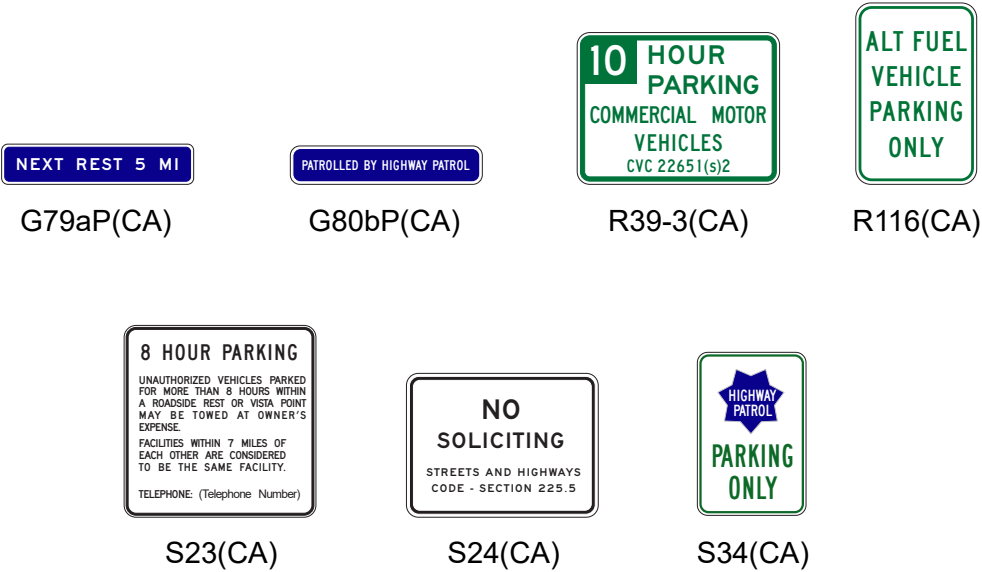 NEXT REST 5 MI
G79aP(CA)
PATROLLED BY HIGHWAY PATROL
G80bP(CA)
10 HOUR
PARKING
COMMERCIAL MOTOR
VEHICLES
CVC 22651(s)2
R39-3(CA)
ALT FUEL
VEHICLE
PARKING
ONLY
R116(CA)
8 HOUR PARKING
UNAUTHORIZED VEHICLES PARKED
FOR MORE THAN 8 HOURS WITHIN
A ROADSIDE REST OR VISTA POINT
MAY BE TOWED AT OWNER'S
EXPENSE.
FACILITIES WITHIN 7 MILES OF
EACH OTHER ARE CONSIDERED
TO BE THE SAME FACILITY.
TELEPHONE: (Telephone Number)
S23(CA)
NO
SOLICITING
STREETS AND HIGHWAYS
CODE - SECTION 225.5
S24(CA)
HIGHWAY
PATROL
PARKING
ONLY
S34(CA)